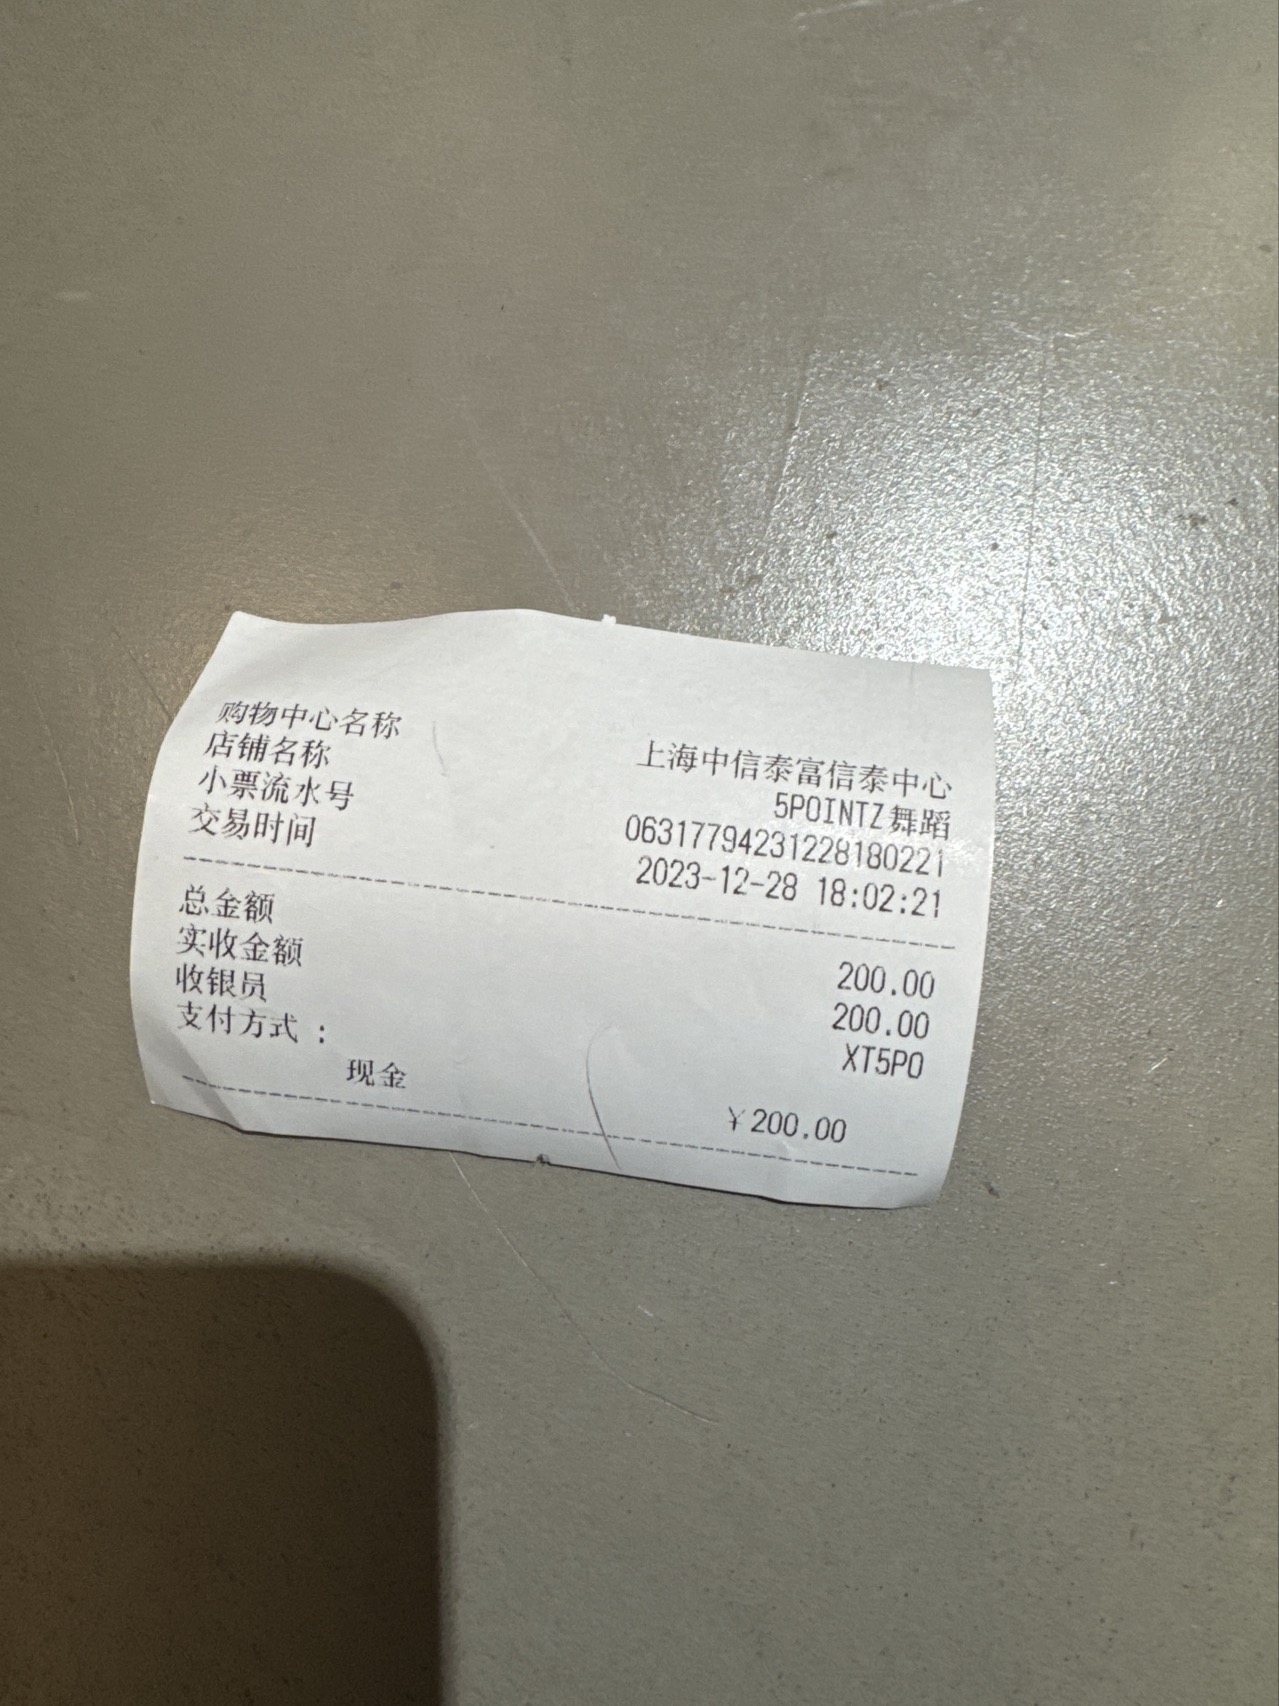 购物中心名称 上海中信泰富信泰中心
店铺名称 5POINTZ舞蹈
小票流水号 06317794231228180221
交易时间 2023-12-28 18:02:21
总金额 200.00
实收金额 200.00
收银员 XT5PO
支付方式：
现金 ¥200.00